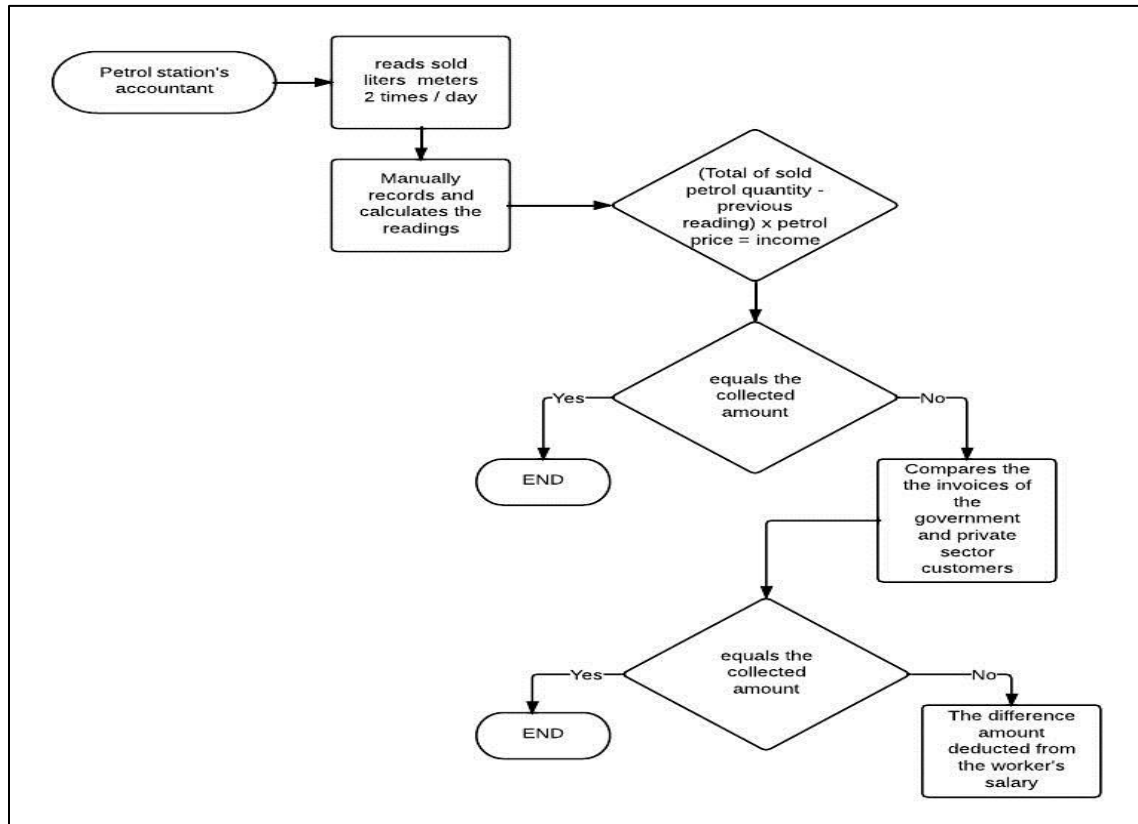 Petrol station's
accountant
reads sold
liters meters
2 times / day
Manually
records and
calculates the
readings
(Total of sold
petrol quantity -
previous
reading) x petrol
price = income
equals the
collected
amount
Yes
No
END
Compares the
the invoices of
the
government
and private
sector
customers
equals the
collected
amount
Yes
No
END
The difference
amount
deducted from
the worker's
salary